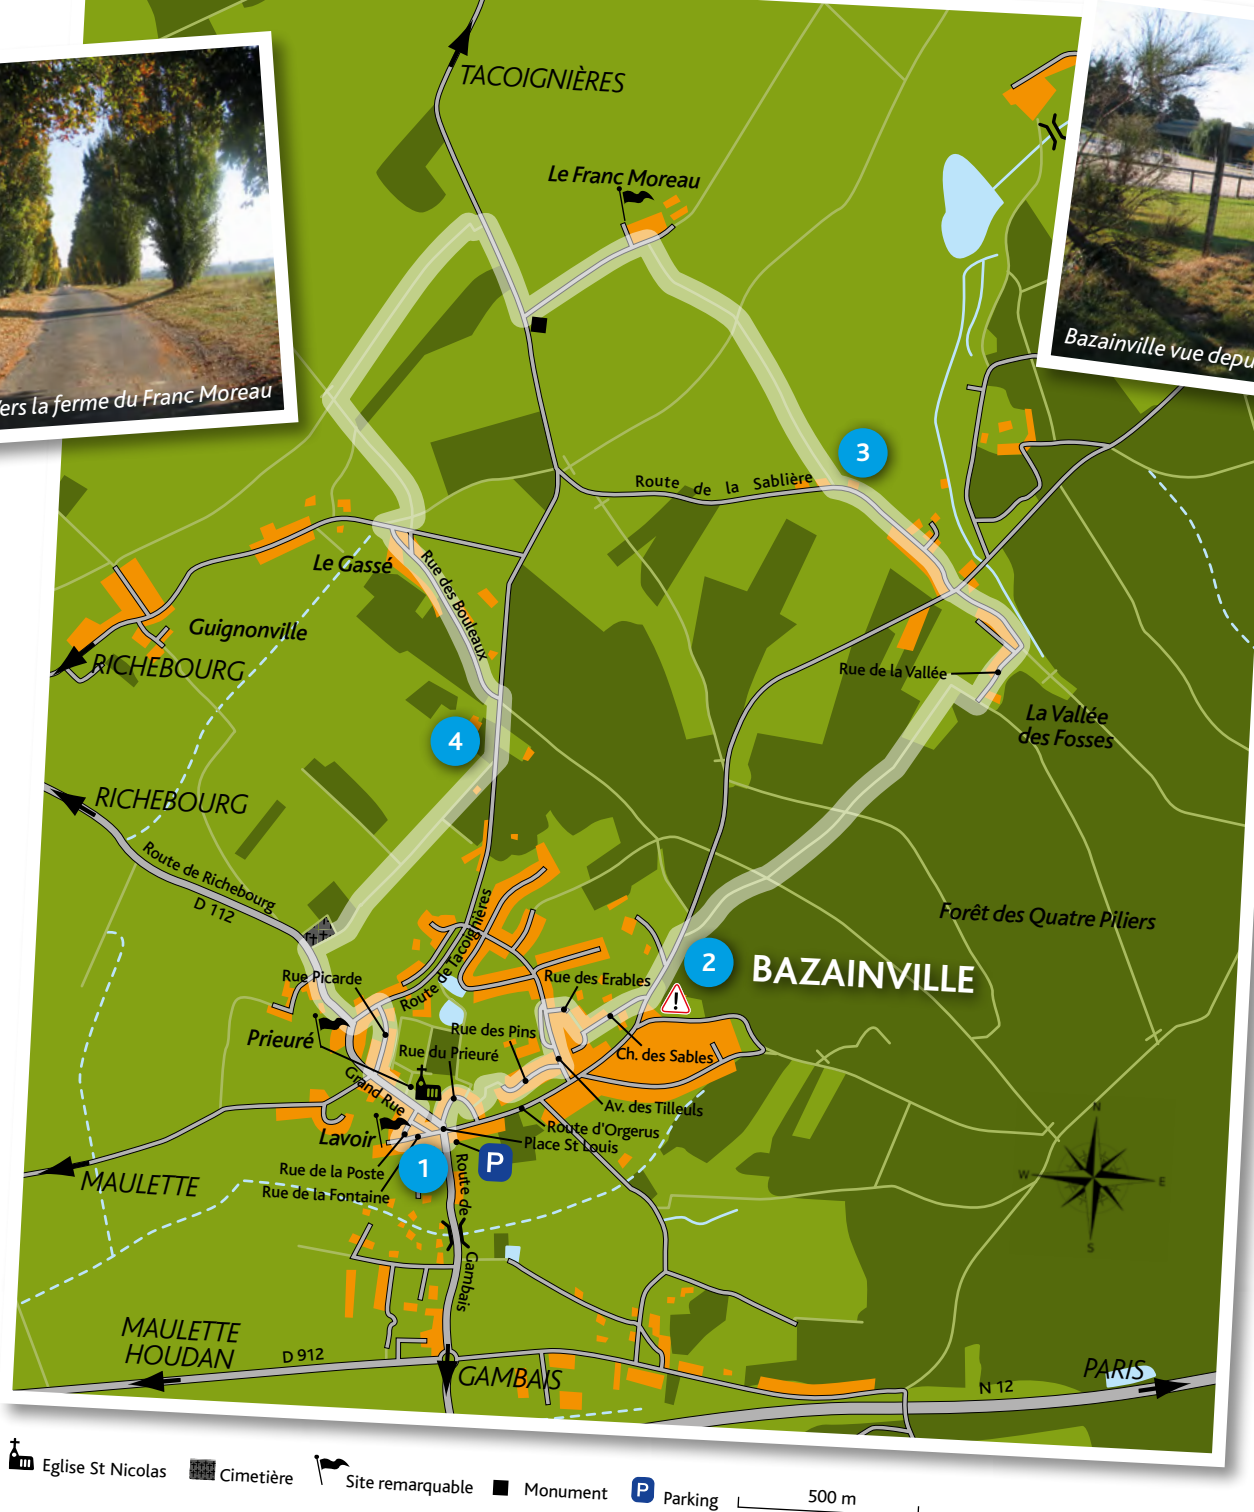 TACOIGNIÈRES
Le Franc Moreau
ers la ferme du Franc Moreau
Bazainville vue depu
3
Route de la Sablière
Le Gassé
Rue des Bouleaux
Guignonville
RICHEBOURG
Rue de la Vallée
La Vallée
des Fosses
4
RICHEBOURG
Route de Richebourg
D 112
Forêt des Quatre Piliers
Route de Tacoignières
2
BAZAINVILLE
Rue Picarde
Rue des Erables
Rue des Pins
Prieuré
Rue du Prieuré
Ch. des Sables
Grand Rue
Av. des Tilleuls
Lavoir
Route d'Orgerus
Place St Louis
P
1
Rue de la Poste
Rue de la Fontaine
MAULETTE
Route de Gambais
N
W
E
S
MAULETTE
HOUDAN
D 912
GAMBAIS
PARIS
N 12
Eglise St Nicolas
Cimetière
Site remarquable
Monument
P
Parking
500 m